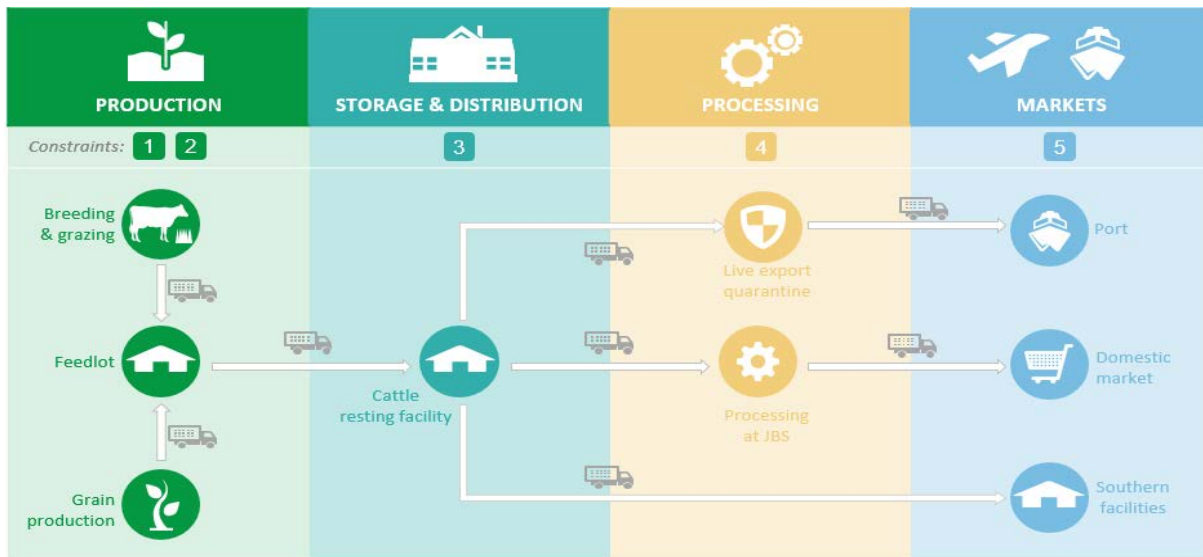 PRODUCTION
STORAGE & DISTRIBUTION
PROCESSING
MARKETS
Constraints: 1 2
3
4
5
Breeding
& grazing
Live export
quarantine
Port
Feedlot
Cattle
resting facility
Processing
at JBS
Domestic
market
Grain
production
Southern
facilities